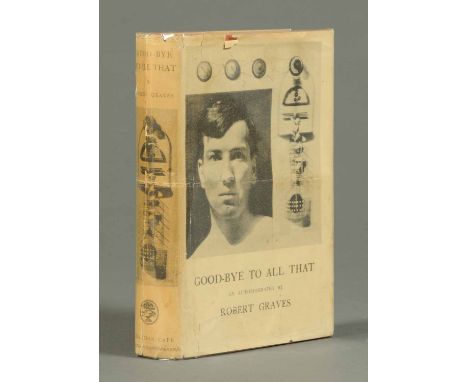 GOOD-BYE
TO ALL THAT
ROBERT GRAVES
JONATHAN CAPE
GOOD-BYE TO ALL THAT
AN AUTOBIOGRAPHY BY
ROBERT GRAVES